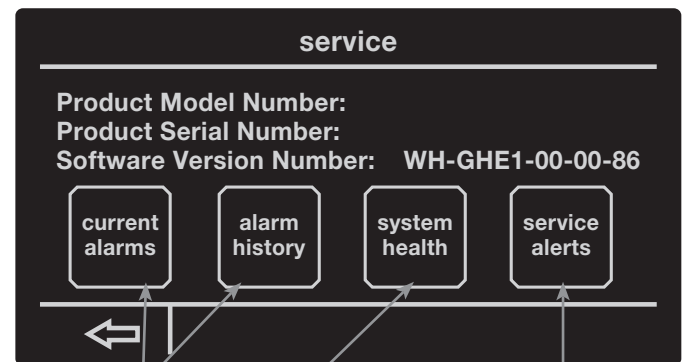 service
Product Model Number:
Product Serial Number:
Software Version Number: WH-GHE1-00-00-86
current
alarms
alarm
history
system
health
service
alerts